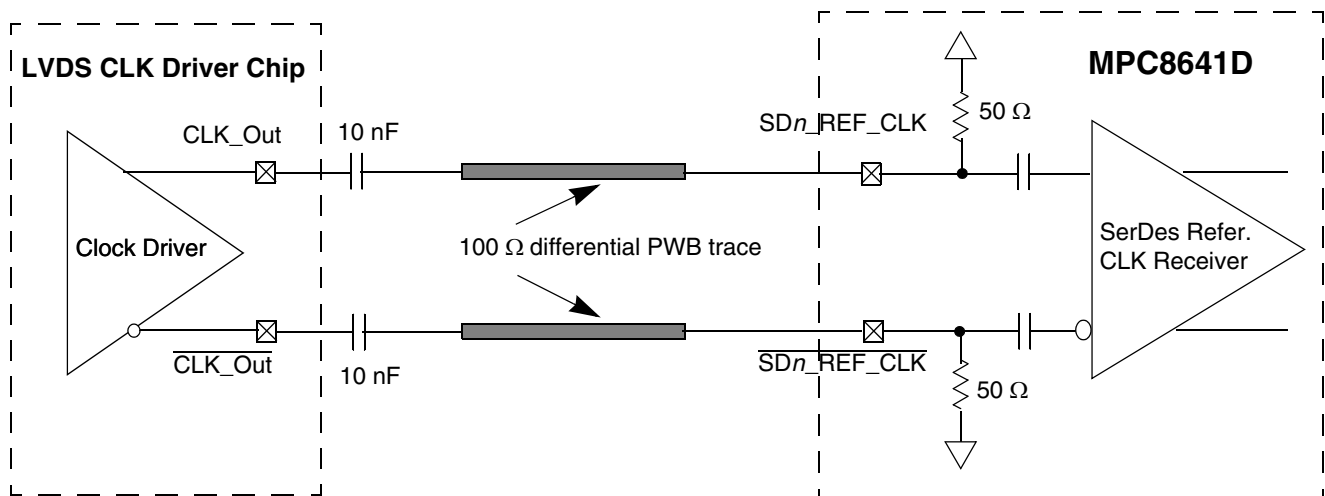 LVDS CLK Driver Chip
MPC8641D
CLK_Out
10 nF
SDn_REF_CLK
50 Ω
Clock Driver
100 Ω differential PWB trace
SerDes Refer.
CLK Receiver
CLK_Out
10 nF
SDn_REF_CLK
50 Ω